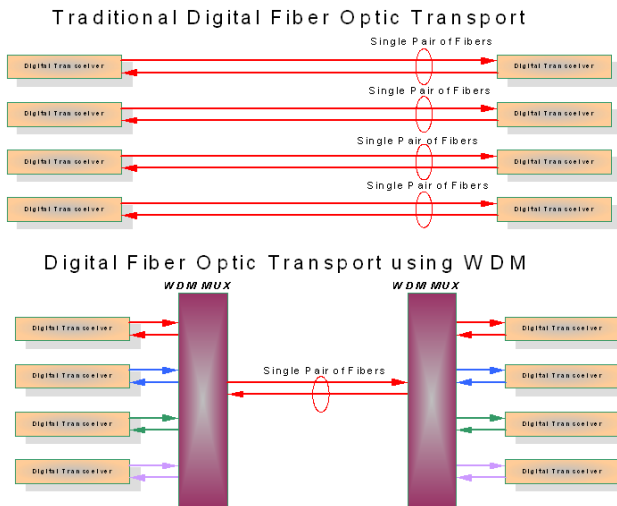 Traditional Digital Fiber Optic Transport
Single Pair of Fibers
Digital Transceiver
Digital Transceiver
Single Pair of Fibers
Digital Transceiver
Digital Transceiver
Single Pair of Fibers
Digital Transceiver
Digital Transceiver
Single Pair of Fibers
Digital Transceiver
Digital Transceiver
Digital Fiber Optic Transport using WDM
WDM MUX
WDM MUX
Digital Transceiver
Digital Transceiver
Single Pair of Fibers
Digital Transceiver
Digital Transceiver
Digital Transceiver
Digital Transceiver
Digital Transceiver
Digital Transceiver